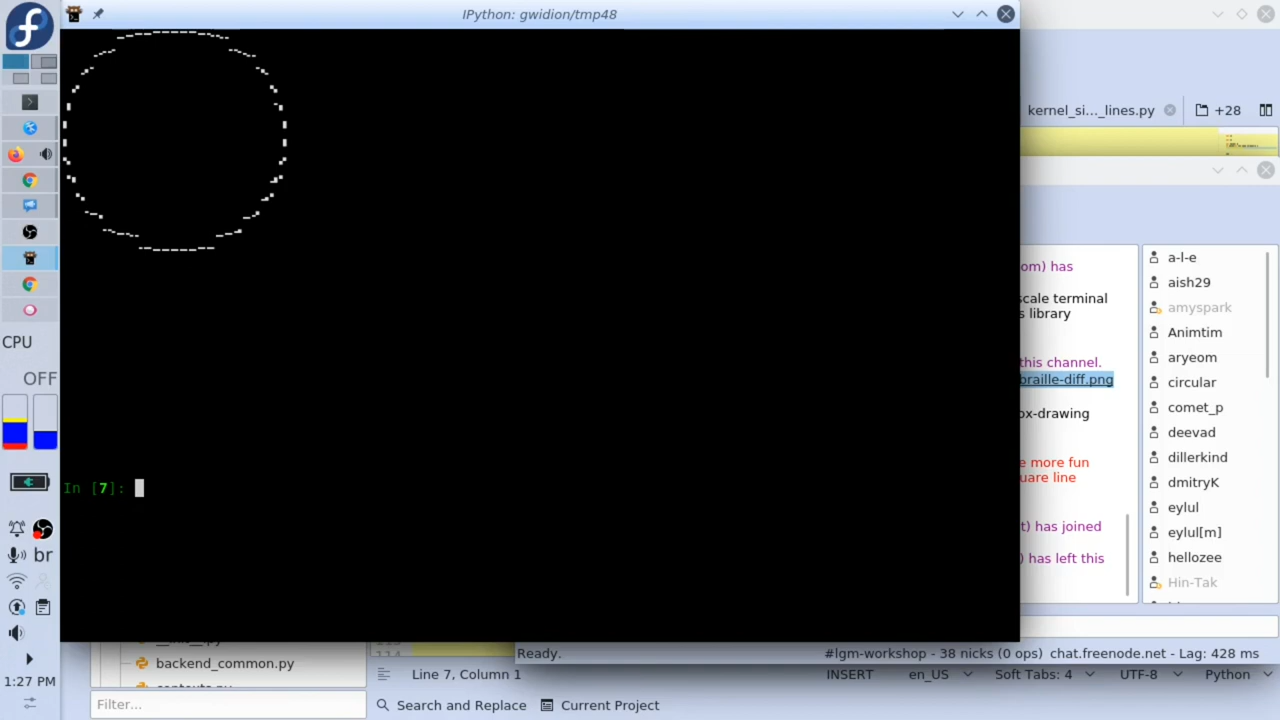 IPython: gwidion/tmp48
kernel_si..._lines.py
+28
om) has
scale terminal
s library
this channel.
braille-diff.png
ox-drawing
e more fun
uare line
t) has joined
) has left this
a-l-e
aish29
amyspark
Animtim
aryeom
circular
comet_p
deevad
dillerkind
dmitryK
eylul
eylul[m]
hellozee
Hin-Tak
CPU
OFF
In [7]:
br
1:27 PM
backend_common.py
114
Ready.
#lgm-workshop - 38 nicks (0 ops) chat.freenode.net - Lag: 428 ms
Line 7, Column 1
INSERT
en_US
Soft Tabs: 4
UTF-8
Python
Filter...
Search and Replace
Current Project